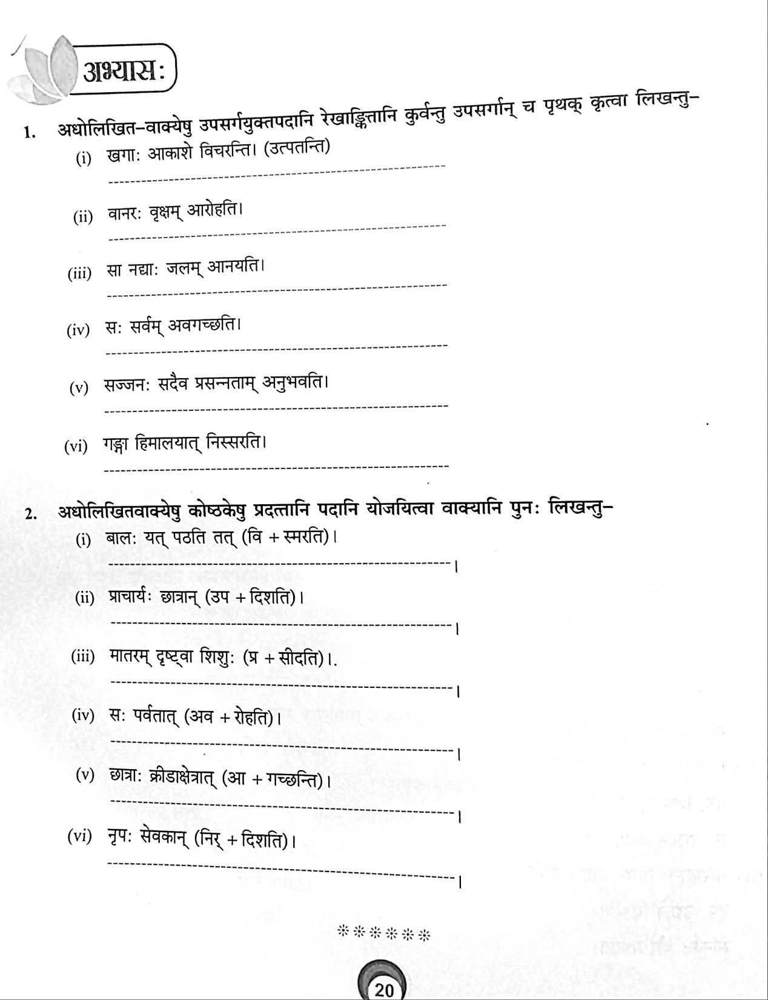 अभ्यासः
1. अधोलिखित-वाक्येषु उपसर्गयुक्तपदानि रेखाङ्कितानि कुर्वन्तु उपसर्गान् च पृथक् कृत्वा लिखन्तु-
(i) खगाः आकाशे विचरन्ति। (उत्पतन्ति)
(ii) वानरः वृक्षम् आरोहति।
(iii) सा नद्याः जलम् आनयति।
(iv) सः सर्वम् अवगच्छति।
(v) सज्जनः सदैव प्रसन्नताम् अनुभवति।
(vi) गङ्गा हिमालयात् निस्सरति।
2. अधोलिखितवाक्येषु कोष्ठकेषु प्रदत्तानि पदानि योजयित्वा वाक्यानि पुनः लिखन्तु-
(i) बालः यत् पठति तत् (वि + स्मरति)।
।
(ii) प्राचार्यः छात्रान् (उप + दिशति)।
।
(iii) मातरम् दृष्ट्वा शिशुः (प्र + सीदति)।.
।
(iv) सः पर्वतात् (अव + रोहति)।
।
(v) छात्राः क्रीडाक्षेत्रात् (आ + गच्छन्ति)।
।
(vi) नृपः सेवकान् (निर् + दिशति)।
।
20